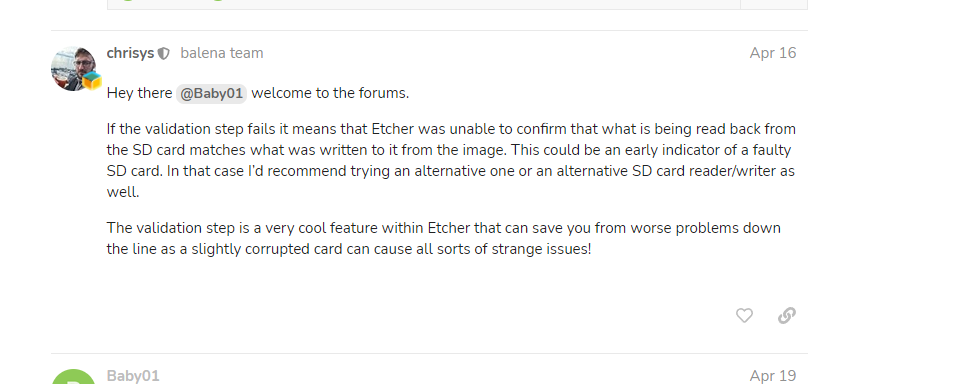 chrisys balena team Apr 16
Hey there @Baby01 welcome to the forums.
If the validation step fails it means that Etcher was unable to confirm that what is being read back from
the SD card matches what was written to it from the image. This could be an early indicator of a faulty
SD card. In that case I'd recommend trying an alternative one or an alternative SD card reader/writer as
well.
The validation step is a very cool feature within Etcher that can save you from worse problems down
the line as a slightly corrupted card can cause all sorts of strange issues!
Baby01 Apr 19